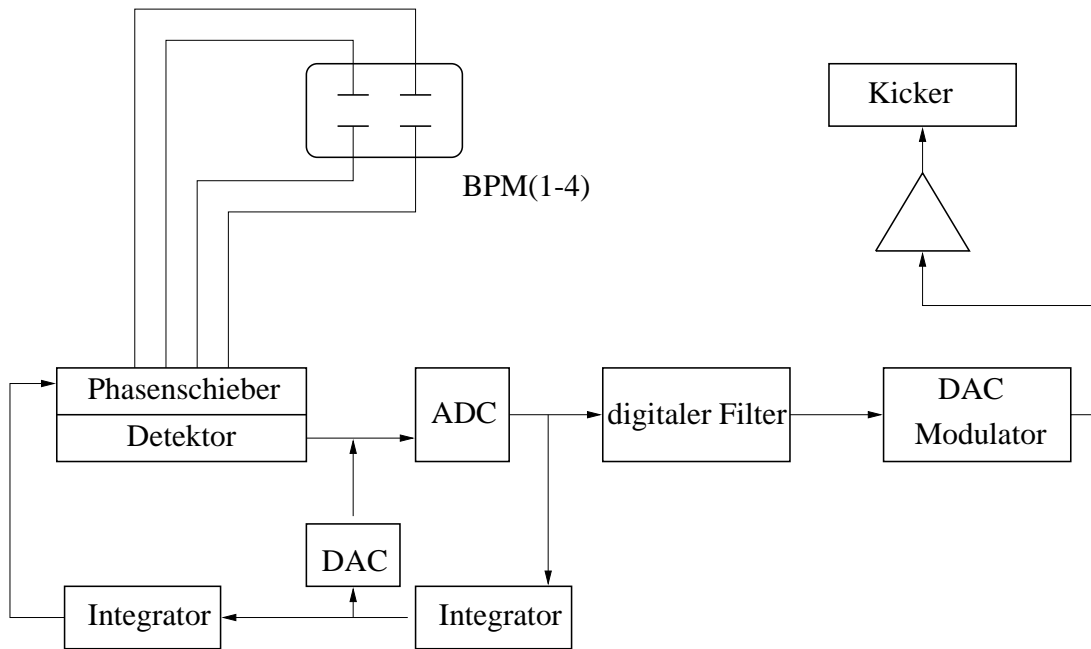 Kicker
BPM(1-4)
Phasenschieber
Detektor
ADC
digitaler Filter
DAC
Modulator
DAC
Integrator
Integrator